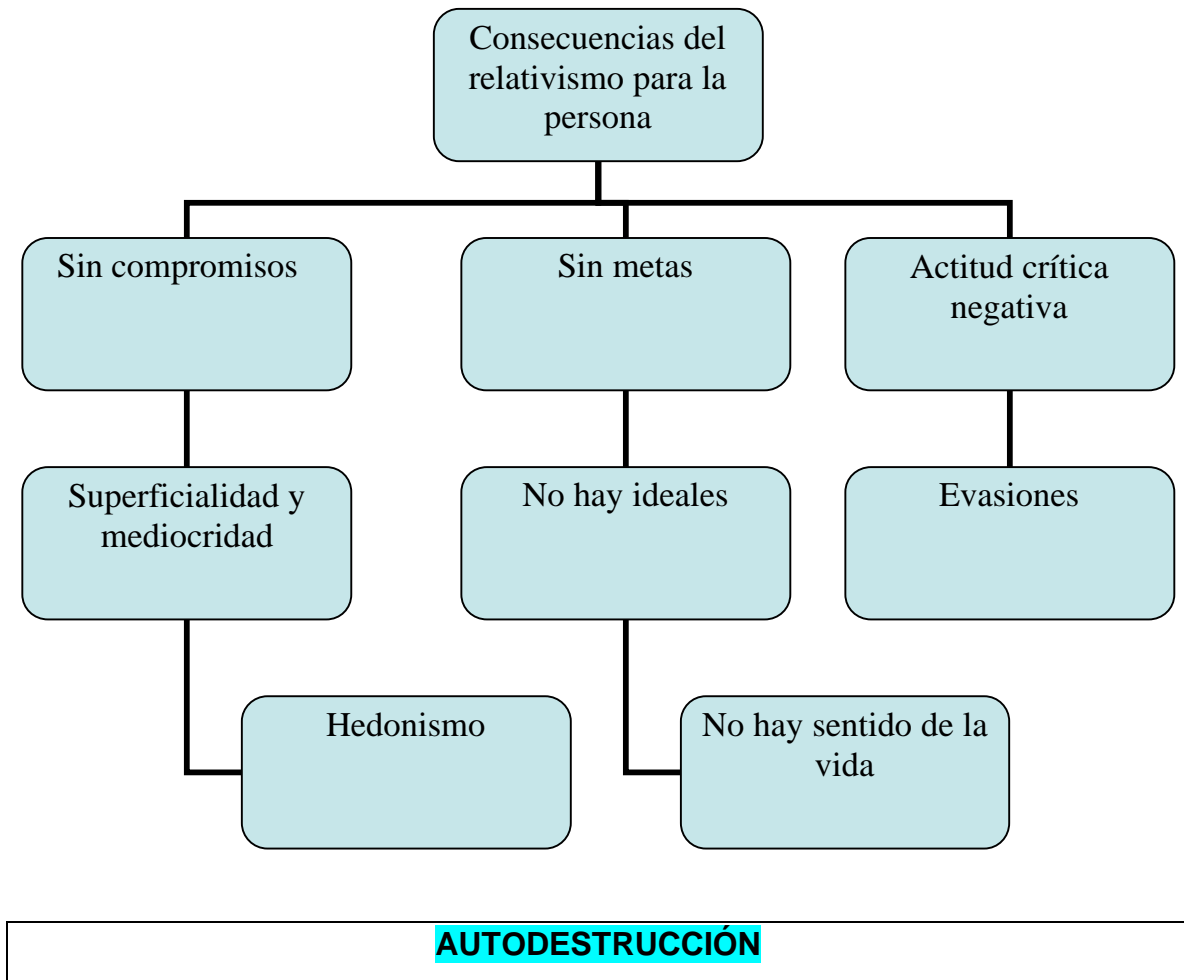 Consecuencias del
relativismo para la
persona
Sin compromisos
Sin metas
Actitud crítica
negativa
Superficialidad y
mediocridad
No hay ideales
Evasiones
Hedonismo
No hay sentido de la
vida
AUTODESTRUCCIÓN